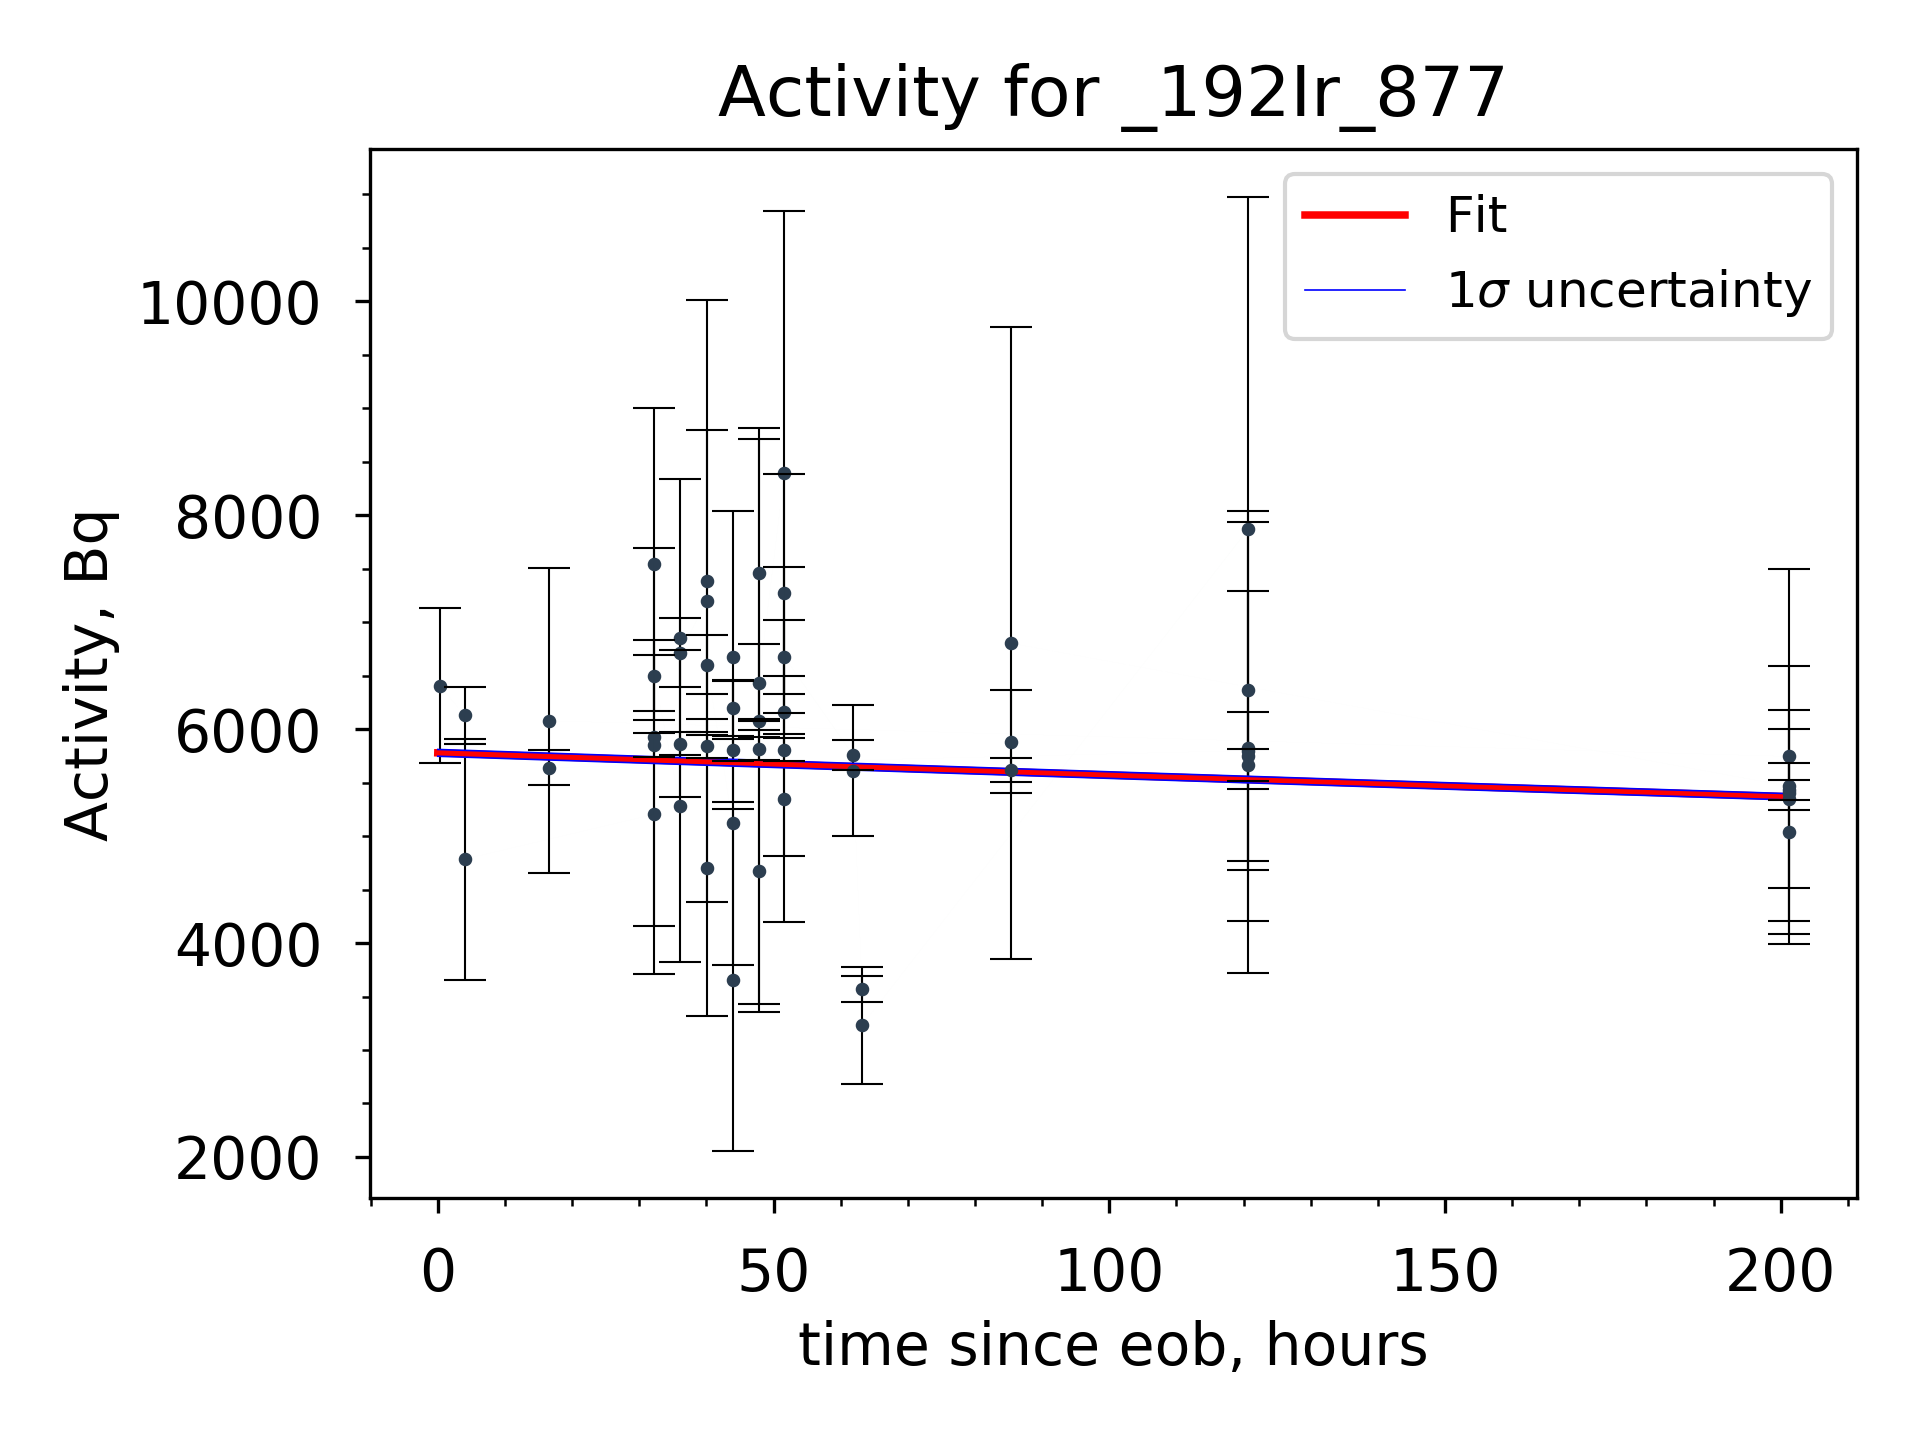 Activity for _192Ir_877
Fit
1σ uncertainty
Activity, Bq
10000
8000
6000
4000
2000
0 50 100 150 200
time since eob, hours